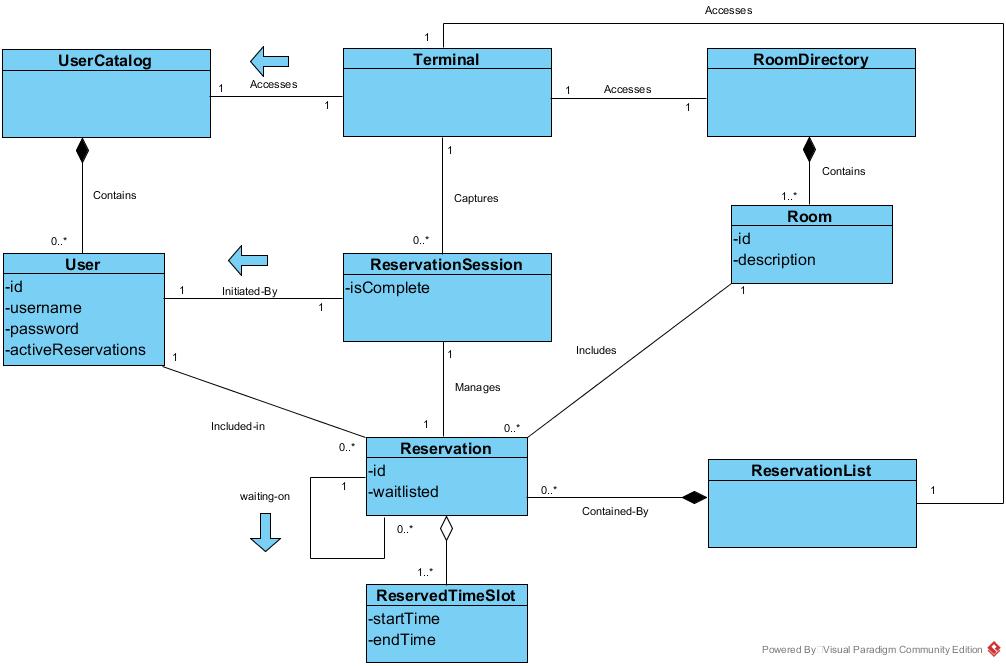 Accesses
1
UserCatalog
Terminal
RoomDirectory
1
Accesses
1
1
Accesses
1
Contains
0..*
1
Captures
0..*
Contains
1..*
Room
-id
-description
1
User
-id
-username
-password
-activeReservations
1
Initiated-By
1
ReservationSession
-isComplete
1
Included-in
0..*
1
Manages
1
Includes
0..*
Reservation
-id
-waitlisted
waiting-on
1
0..*
0..*
Contained-By
ReservationList
1
1..*
ReservedTimeSlot
-startTime
-endTime
Powered By Visual Paradigm Community Edition